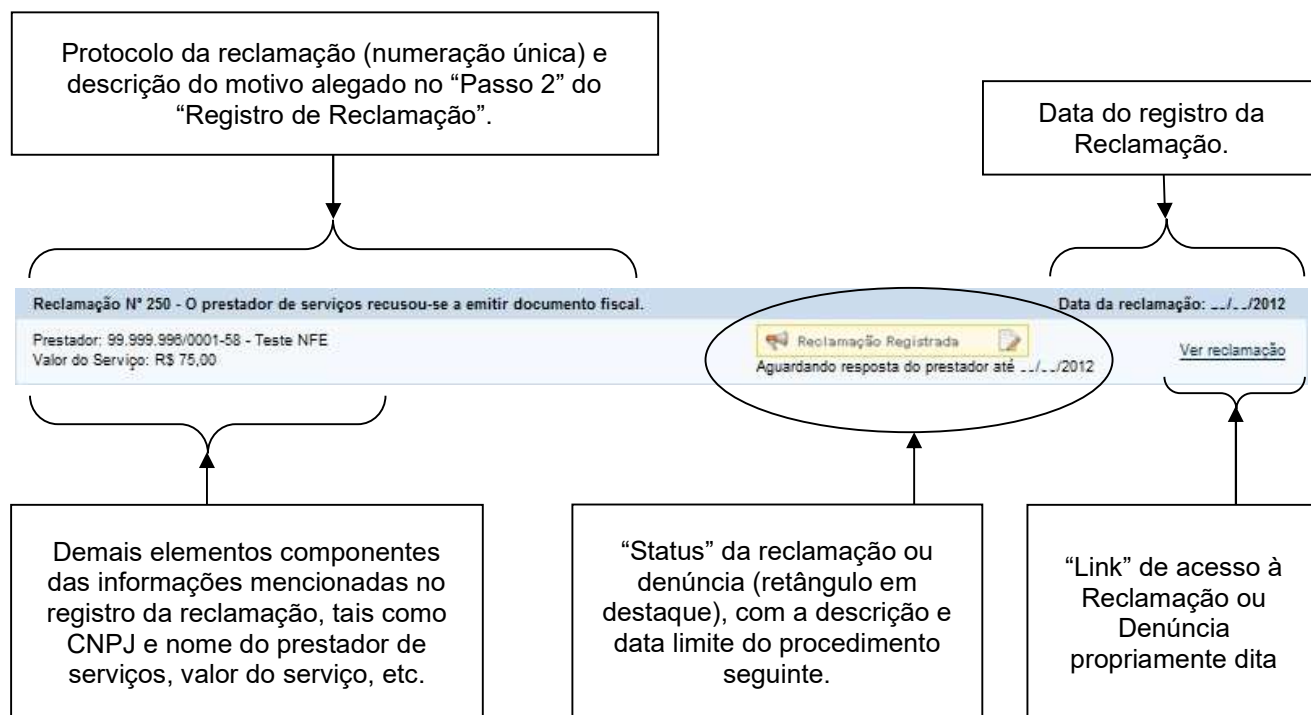 Protocolo da reclamação (numeração única) e
descrição do motivo alegado no “Passo 2” do
“Registro de Reclamação”.
Data do registro da
Reclamação.
Reclamação N° 250 - O prestador de serviços recusou-se a emitir documento fiscal.
Data da reclamação: __/__/2012
Prestador: 99.999.996/0001-58 - Teste NFE
Valor do Serviço: R$ 75,00
Reclamação Registrada
Aguardando resposta do prestador até __/__/2012
Ver reclamação
Demais elementos componentes
das informações mencionadas no
registro da reclamação, tais como
CNPJ e nome do prestador de
serviços, valor do serviço, etc.
“Status” da reclamação ou
denúncia (retângulo em
destaque), com a descrição e
data limite do procedimento
seguinte.
“Link” de acesso à
Reclamação ou
Denúncia
propriamente dita